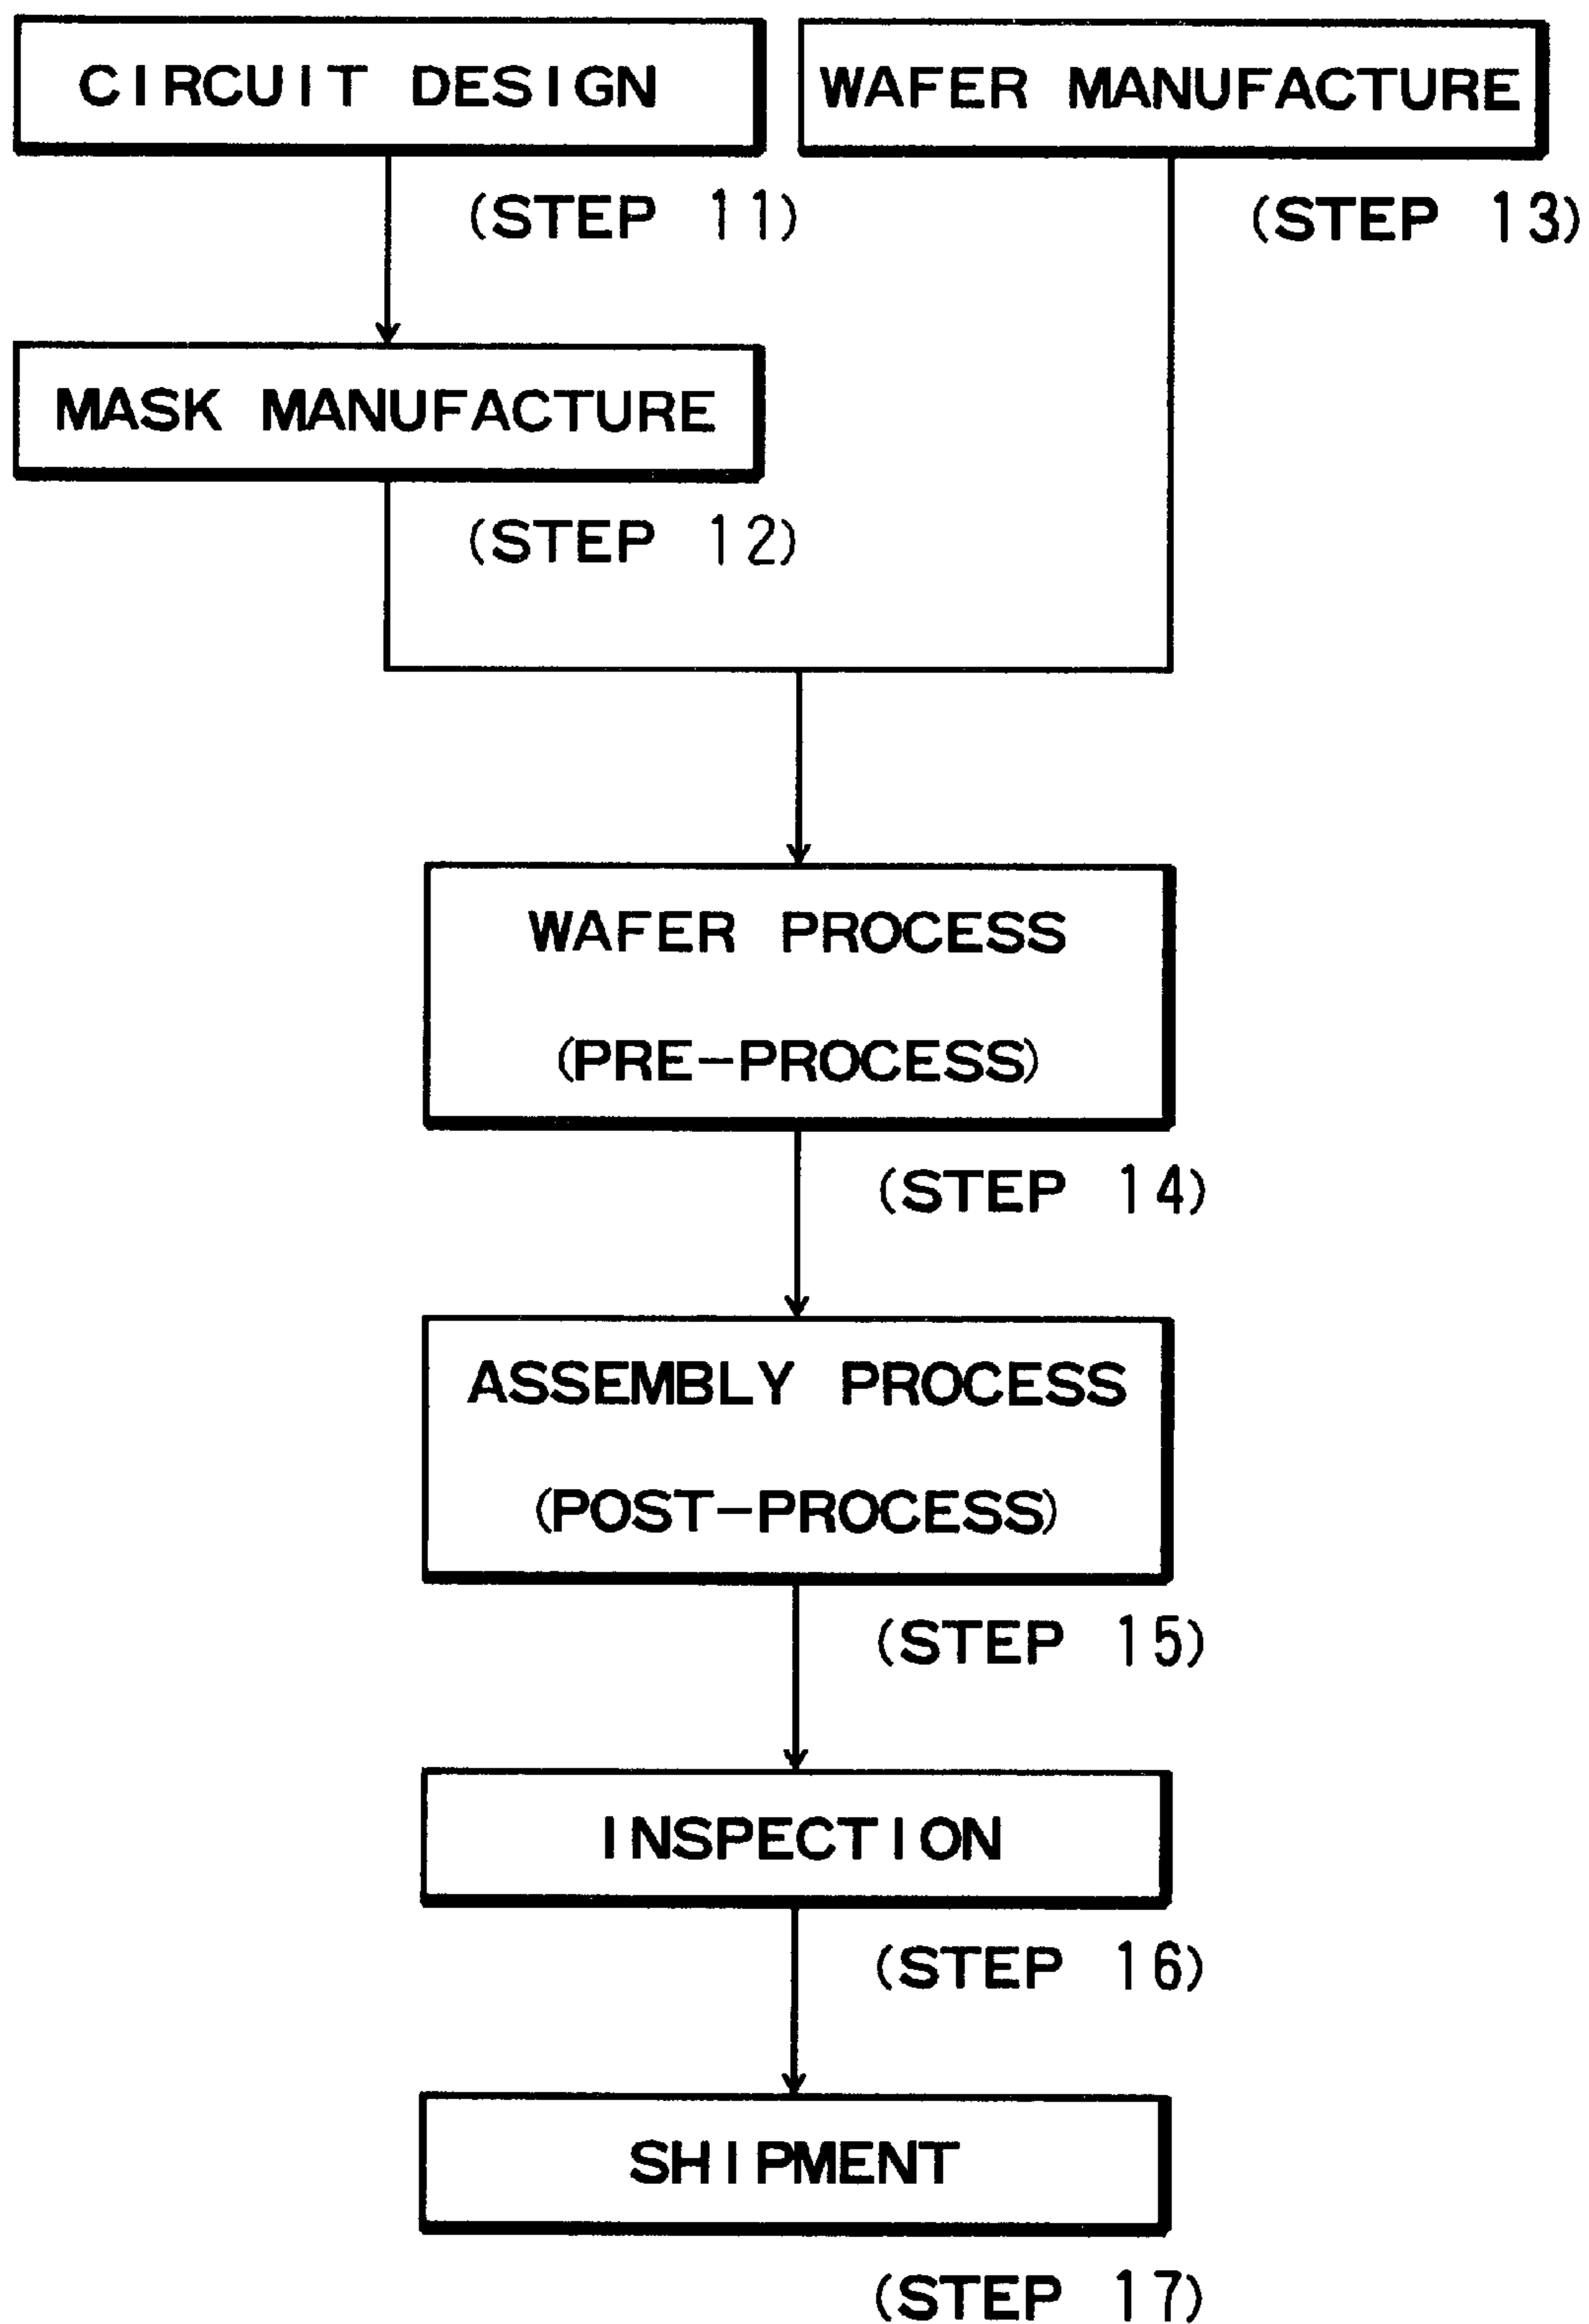 CIRCUIT DESIGN
(STEP 11)
MASK MANUFACTURE
(STEP 12)
WAFER MANUFACTURE
(STEP 13)
WAFER PROCESS
(PRE-PROCESS)
(STEP 14)
ASSEMBLY PROCESS
(POST-PROCESS)
(STEP 15)
INSPECTION
(STEP 16)
SHIPMENT
(STEP 17)